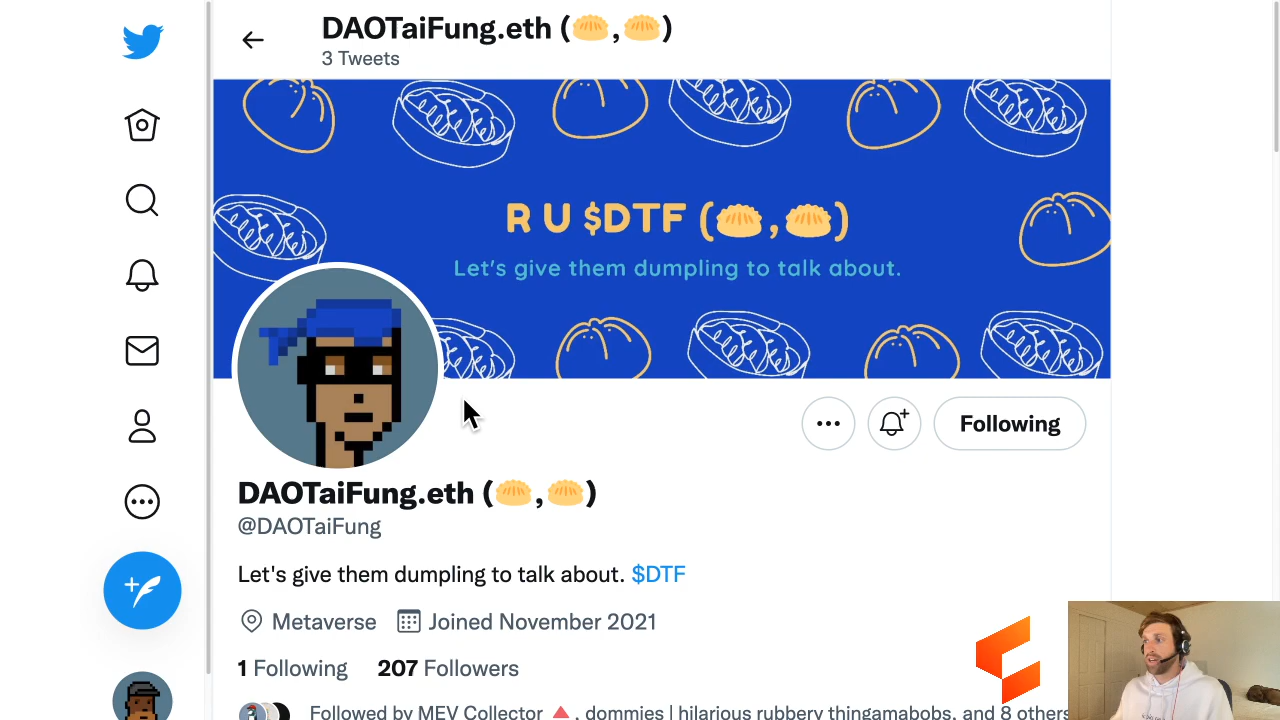 DAOTaiFung.eth (🥟,🥟)
3 Tweets
R U $DTF (🥟,🥟)
Let's give them dumpling to talk about.
Following
DAOTaiFung.eth (🥟,🥟)
@DAOTaiFung
Let's give them dumpling to talk about. $DTF
Metaverse Joined November 2021
1 Following 207 Followers
Followed by MEV Collector 🔺, dommies | hilarious rubbery thingamabobs, and 8 others